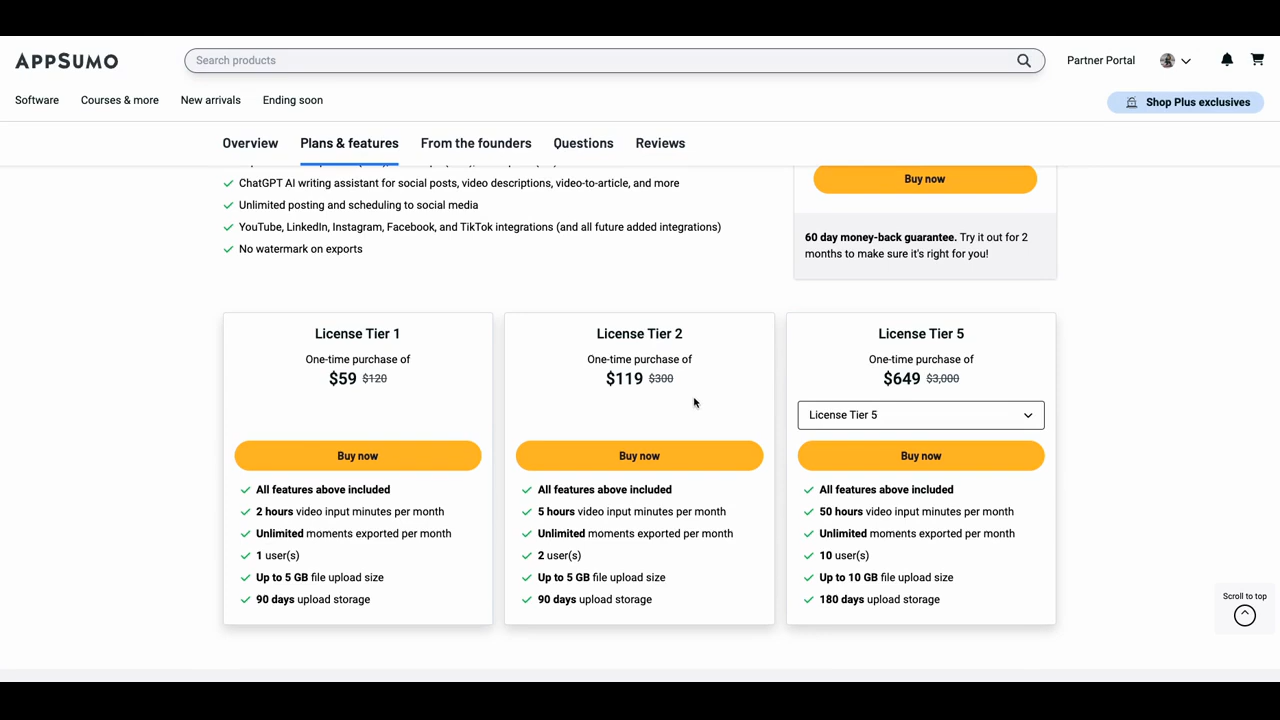 APPSUMO
Search products
Partner Portal
Software
Courses & more
New arrivals
Ending soon
Shop Plus exclusives
Overview
Plans & features
From the founders
Questions
Reviews
ChatGPT AI writing assistant for social posts, video descriptions, video-to-article, and more
Unlimited posting and scheduling to social media
YouTube, LinkedIn, Instagram, Facebook, and TikTok integrations (and all future added integrations)
No watermark on exports
Buy now
60 day money-back guarantee. Try it out for 2
months to make sure it's right for you!
License Tier 1
One-time purchase of
$59 $120
Buy now
All features above included
2 hours video input minutes per month
Unlimited moments exported per month
1 user(s)
Up to 5 GB file upload size
90 days upload storage
License Tier 2
One-time purchase of
$119 $300
Buy now
All features above included
5 hours video input minutes per month
Unlimited moments exported per month
2 user(s)
Up to 5 GB file upload size
90 days upload storage
License Tier 5
One-time purchase of
$649 $3,000
License Tier 5
Buy now
All features above included
50 hours video input minutes per month
Unlimited moments exported per month
10 user(s)
Up to 10 GB file upload size
180 days upload storage
Scroll to top